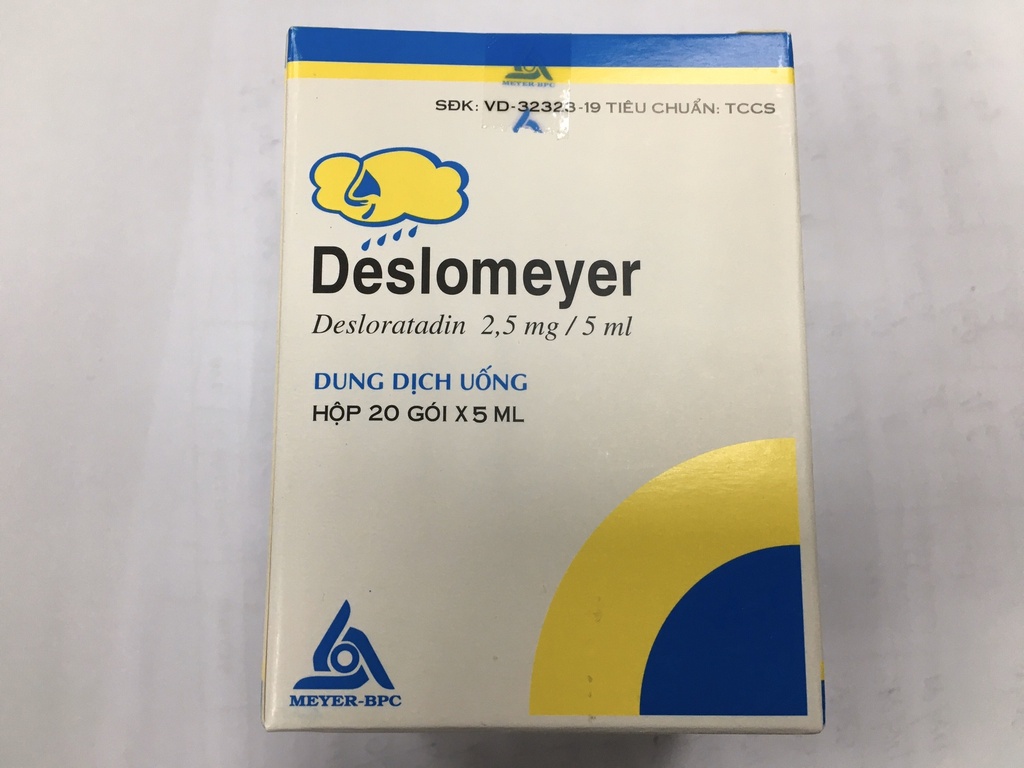 METER-BPC
SĐK: VD-32323-19 TIÊU CHUẨN: TCCS
Deslomeyer
Desloratadin 2,5 mg / 5 ml
DUNG DỊCH UỐNG
HỘP 20 GÓI X 5 ML
MEYER-BPC